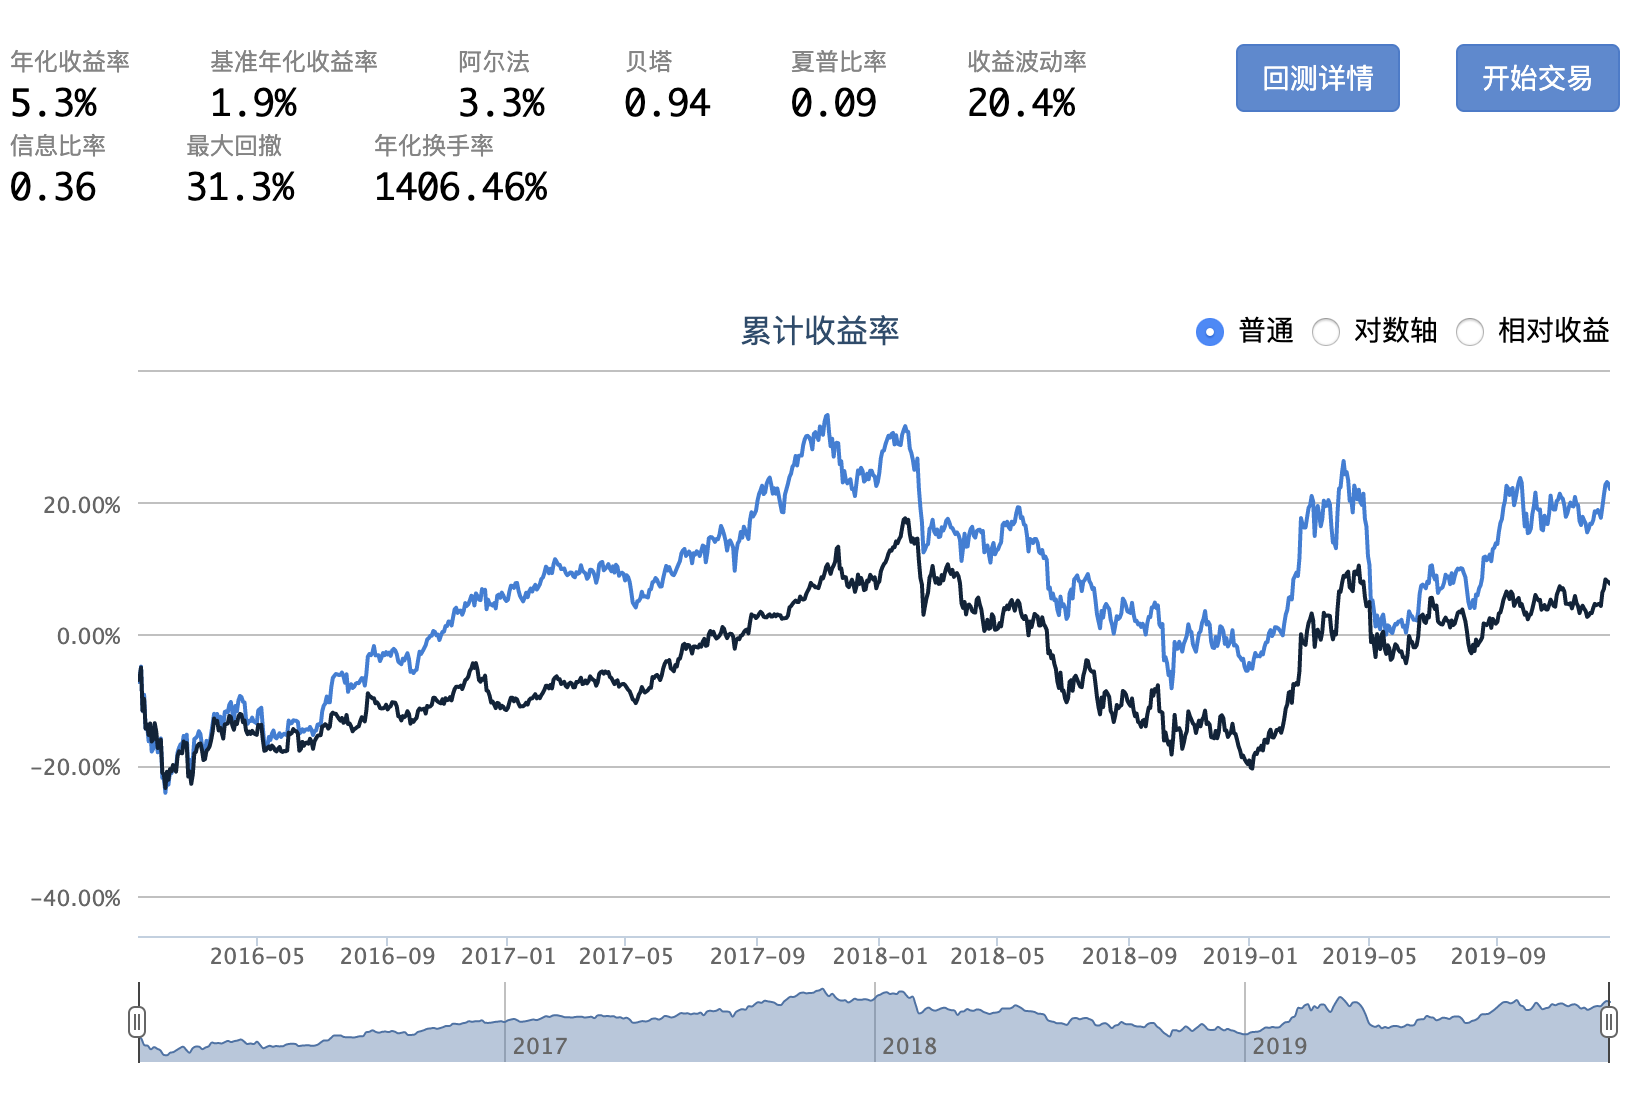 年化收益率 基准年化收益率 阿尔法 贝塔 夏普比率 收益波动率
5.3% 1.9% 3.3% 0.94 0.09 20.4%
回测详情 开始交易
信息比率 最大回撤 年化换手率
0.36 31.3% 1406.46%
累计收益率
普通 对数轴 相对收益
20.00%
0.00%
-20.00%
-40.00%
2016-05 2016-09 2017-01 2017-05 2017-09 2018-01 2018-05 2018-09 2019-01 2019-05 2019-09
2017 2018 2019